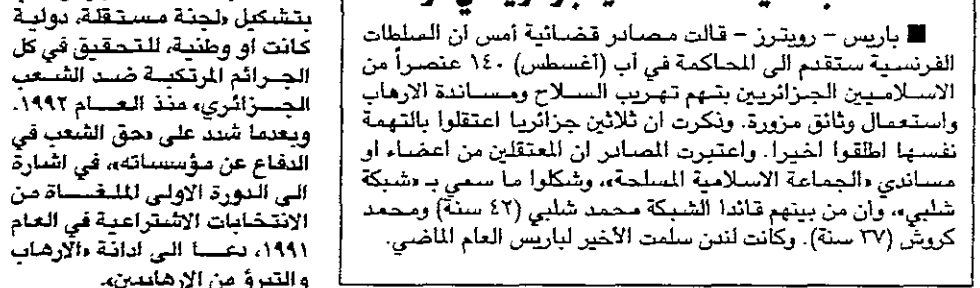 ■ باريس - رويترز - قالت مصادر قضائية أمس ان السلطات
الفرنسية ستقدم الى المحاكمة في آب (أغسطس) ١٤٠ عنصراً من
الاسلاميين الجزائريين بتهم تهريب السلاح ومساندة الارهاب
واستعمال وثائق مزورة. وذكرت ان ثلاثين جزائريا اعتقلوا بالتهمة
نفسها اطلقوا اخيرا. واعتبرت المصادر ان المعتقلين من اعضاء او
مساندي «الجماعة الاسلامية المسلحة»، وشكلوا ما سمي بـ «شبكة
شلبي»، وان من بينهم قائدا الشبكة محمد شلبي (٤٢ سنة) ومحمد
كروش (٣٧ سنة). وكانت لندن سلمت الأخير لباريس العام الماضي.
بتشكيل «لجنة مستقلة، دولية
كانت او وطنية، للتحقيق في كل
الجرائم المرتكبة ضد الشعب
الجزائري» منذ العام ١٩٩٢.
وبعدما شدد على «حق الشعب في
الدفاع عن مؤسساته»، في اشارة
الى الدورة الاولى الملغاة من
الانتخابات الاشتراعية في العام
١٩٩١، دعا الى ادانة «الارهاب
والتبرؤ من الارهابيين».